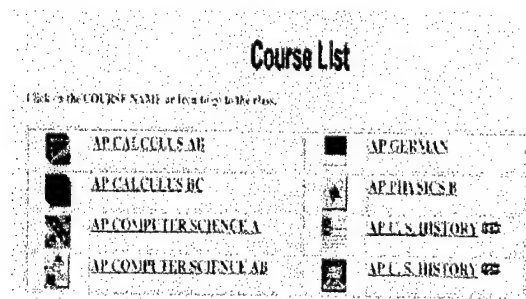 Course List
Click on the COURSE NAME or Icon to go to the class.
AP CALCULUS AB
AP GERMAN
AP CALCULUS BC
AP PHYSICS B
AP COMPUTER SCIENCE A
AP U. S. HISTORY
AP COMPUTER SCIENCE AB
AP U. S. HISTORY